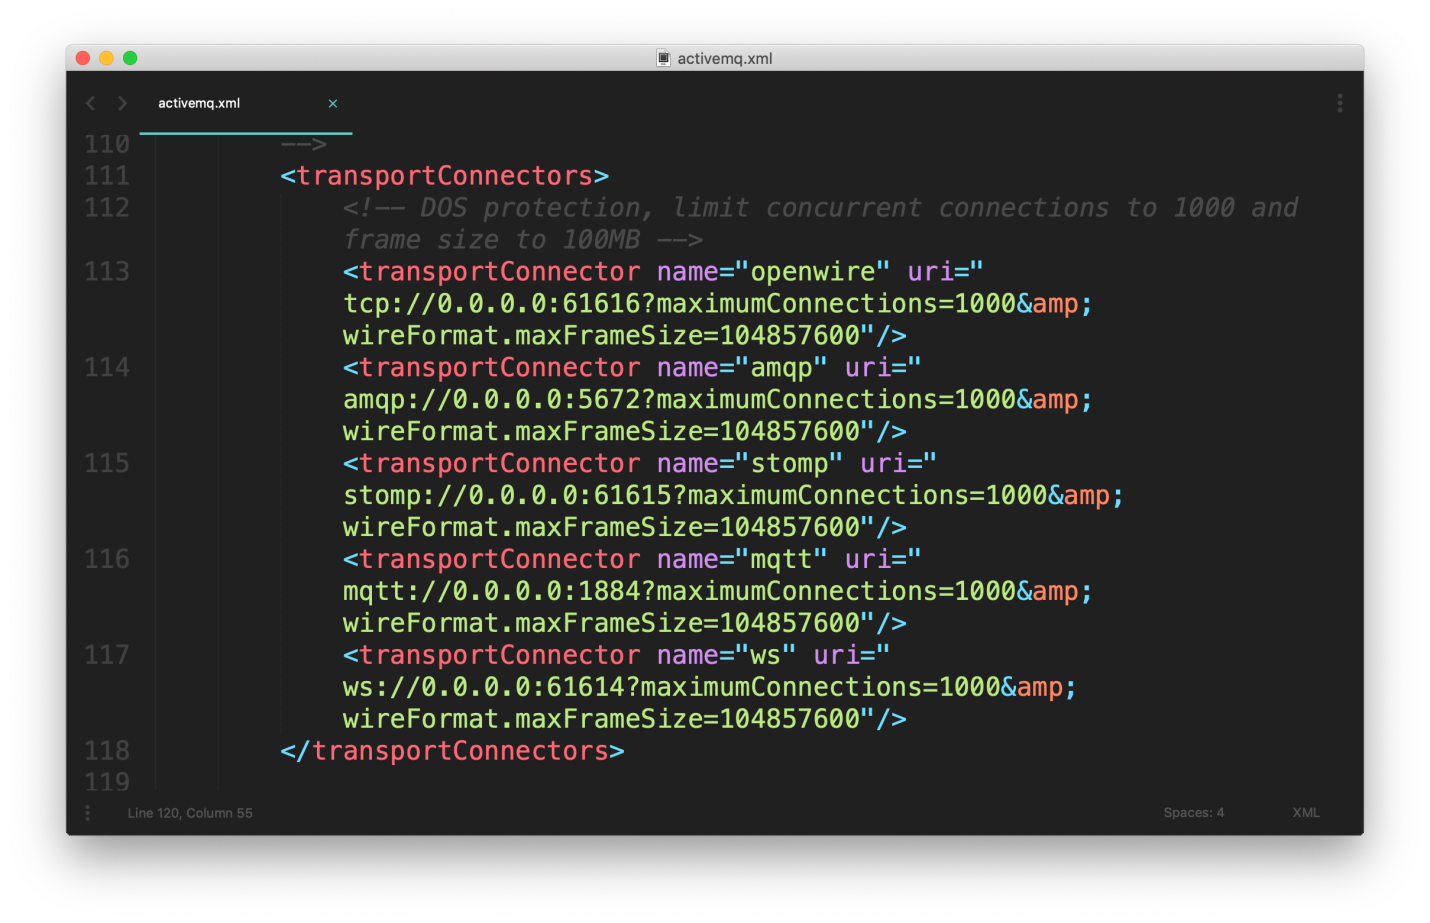 activemq.xml
activemq.xml ×
110 -->
111 <transportConnectors>
112 <!-- DOS protection, limit concurrent connections to 1000 and
frame size to 100MB -->
113 <transportConnector name="openwire" uri="
tcp://0.0.0.0:61616?maximumConnections=1000&amp;
wireFormat.maxFrameSize=104857600"/>
114 <transportConnector name="amqp" uri="
amqp://0.0.0.0:5672?maximumConnections=1000&amp;
wireFormat.maxFrameSize=104857600"/>
115 <transportConnector name="stomp" uri="
stomp://0.0.0.0:61615?maximumConnections=1000&amp;
wireFormat.maxFrameSize=104857600"/>
116 <transportConnector name="mqtt" uri="
mqtt://0.0.0.0:1884?maximumConnections=1000&amp;
wireFormat.maxFrameSize=104857600"/>
117 <transportConnector name="ws" uri="
ws://0.0.0.0:61614?maximumConnections=1000&amp;
wireFormat.maxFrameSize=104857600"/>
118 </transportConnectors>
119
Line 120, Column 55 Spaces: 4 XML